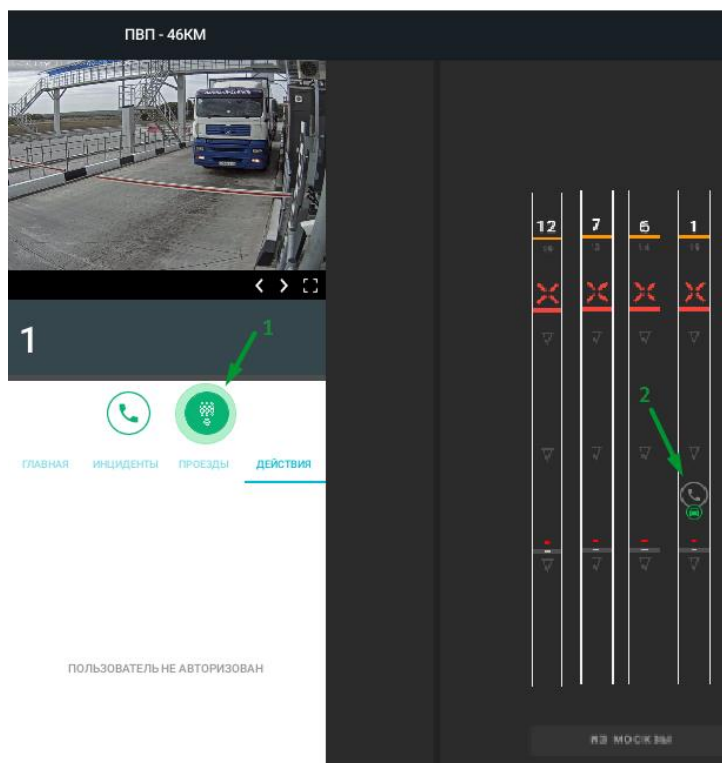 ПВП - 46КМ
1
1
ГЛАВНАЯ ИНЦИДЕНТЫ ПРОЕЗДЫ ДЕЙСТВИЯ
ПОЛЬЗОВАТЕЛЬ НЕ АВТОРИЗОВАН
12 7 6 1
2
ИЗ МОСКВЫ